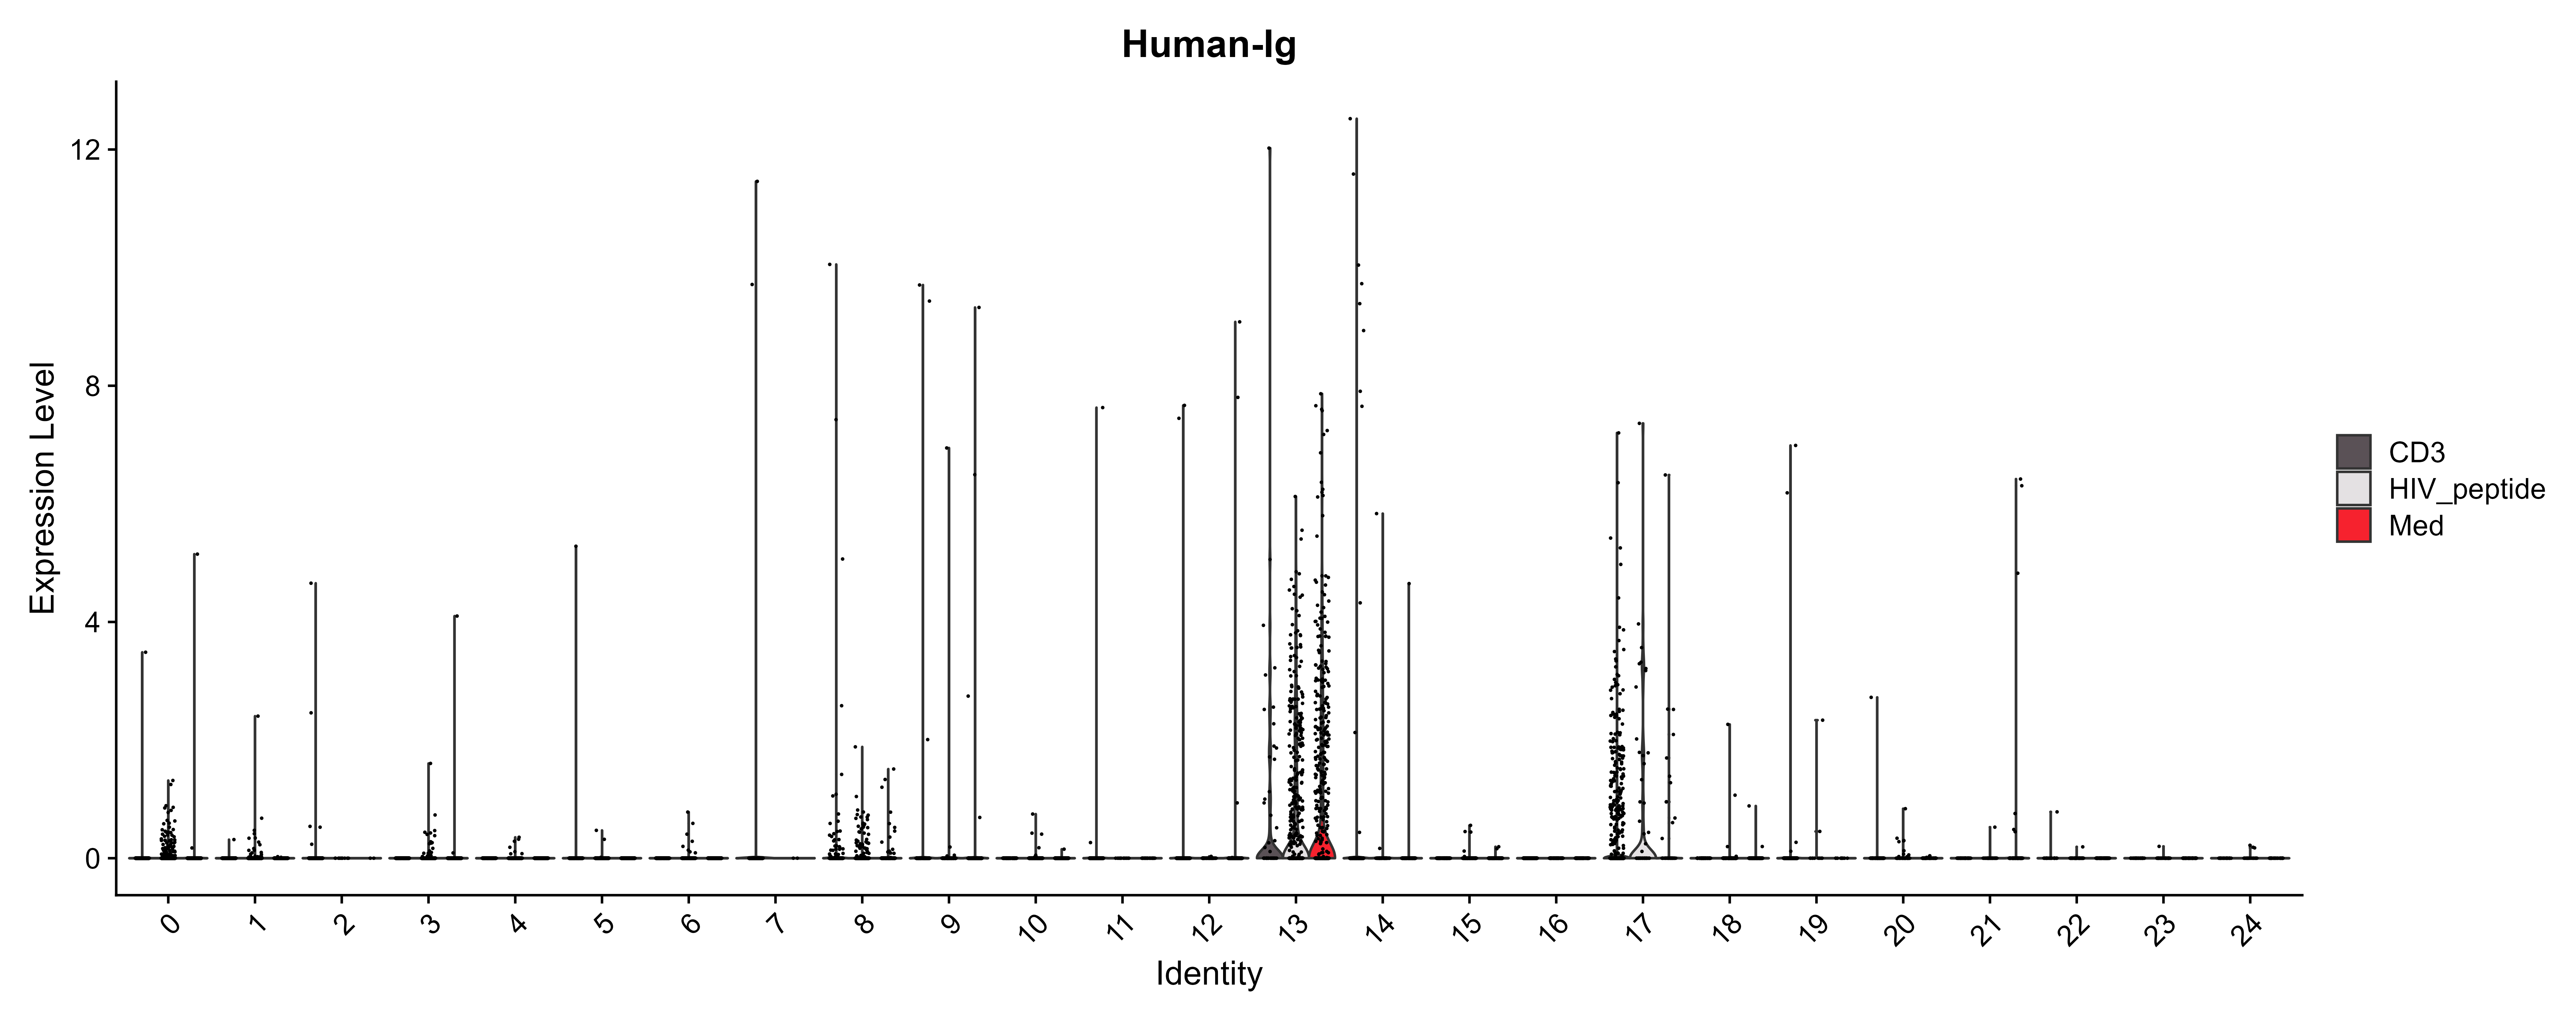 Human-Ig
Expression Level
12
8
4
0
0 1 2 3 4 5 6 7 8 9 10 11 12 13 14 15 16 17 18 19 20 21 22 23 24
Identity
CD3
HIV_peptide
Med